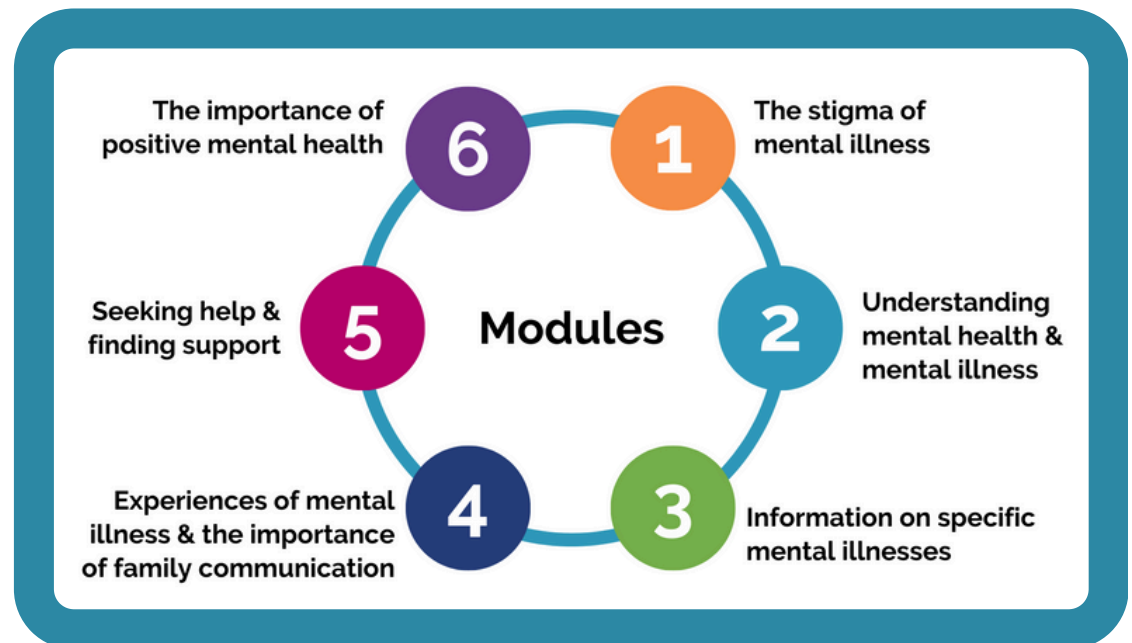 Modules
1
The stigma of
mental illness
2
Understanding
mental health &
mental illness
3
Information on specific
mental illnesses
4
Experiences of mental
illness & the importance
of family communication
5
Seeking help &
finding support
6
The importance of
positive mental health